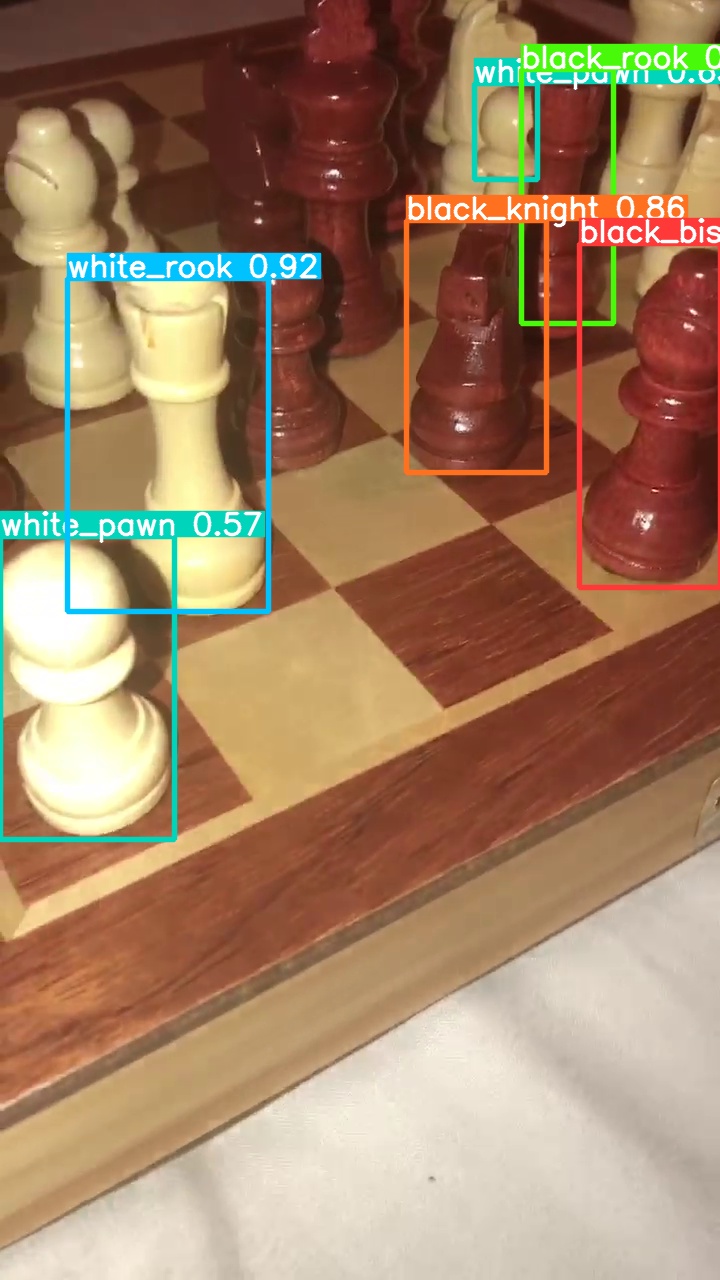 black_rook 0.
white_pawn 0.8
black_knight 0.86
black_bis
white_rook 0.92
white_pawn 0.57